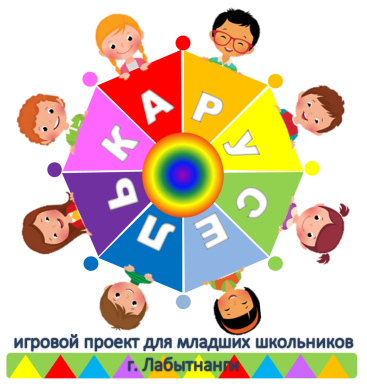 КАРУСЕЛЬ
игровой проект для младших школьников
г. Лабытнанги